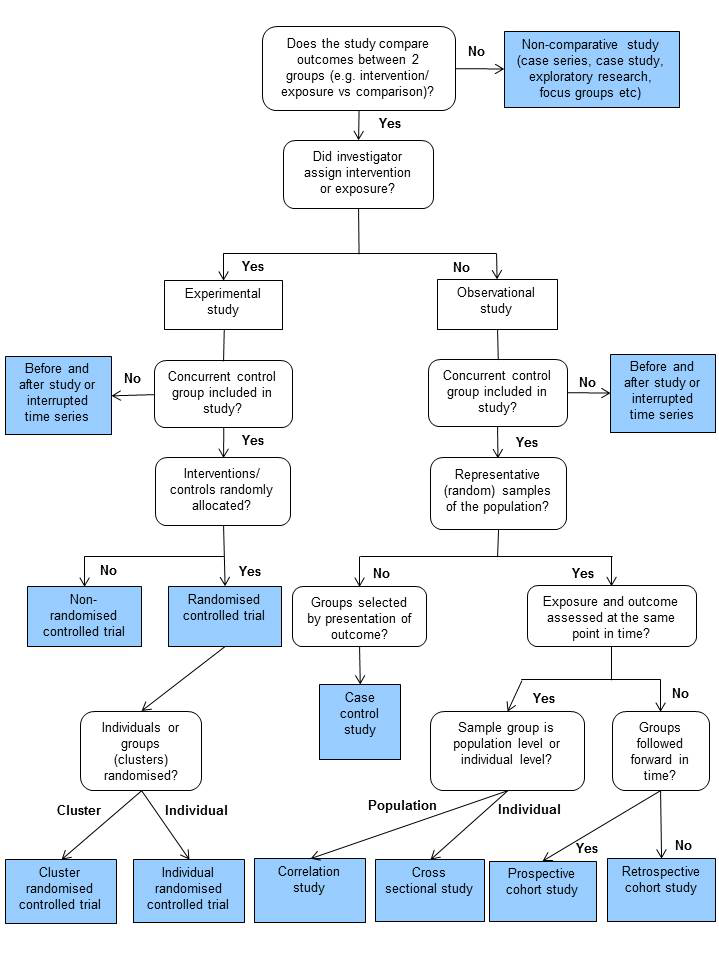 Does the study compare
outcomes between 2
groups (e.g. intervention/
exposure vs comparison)?
No
Non-comparative study
(case series, case study,
exploratory research,
focus groups etc)
Yes
Did investigator
assign intervention
or exposure?
Yes
No
Experimental
study
Observational
study
Before and
after study or
interrupted
time series
No
Concurrent control
group included in
study?
Concurrent control
group included in
study?
No
Before and
after study or
interrupted
time series
Yes
Yes
Interventions/
controls randomly
allocated?
Representative
(random) samples
of the population?
No
Yes
No
Yes
Non-
randomised
controlled trial
Randomised
controlled trial
Groups selected
by presentation of
outcome?
Exposure and outcome
assessed at the same
point in time?
Case
control
study
Yes
No
Individuals or
groups
(clusters)
randomised?
Sample group is
population level or
individual level?
Groups
followed
forward in
time?
Cluster
Individual
Population
Individual
Yes
No
Cluster
randomised
controlled trial
Individual
randomised
controlled trial
Correlation
study
Cross
sectional study
Prospective
cohort study
Retrospective
cohort study